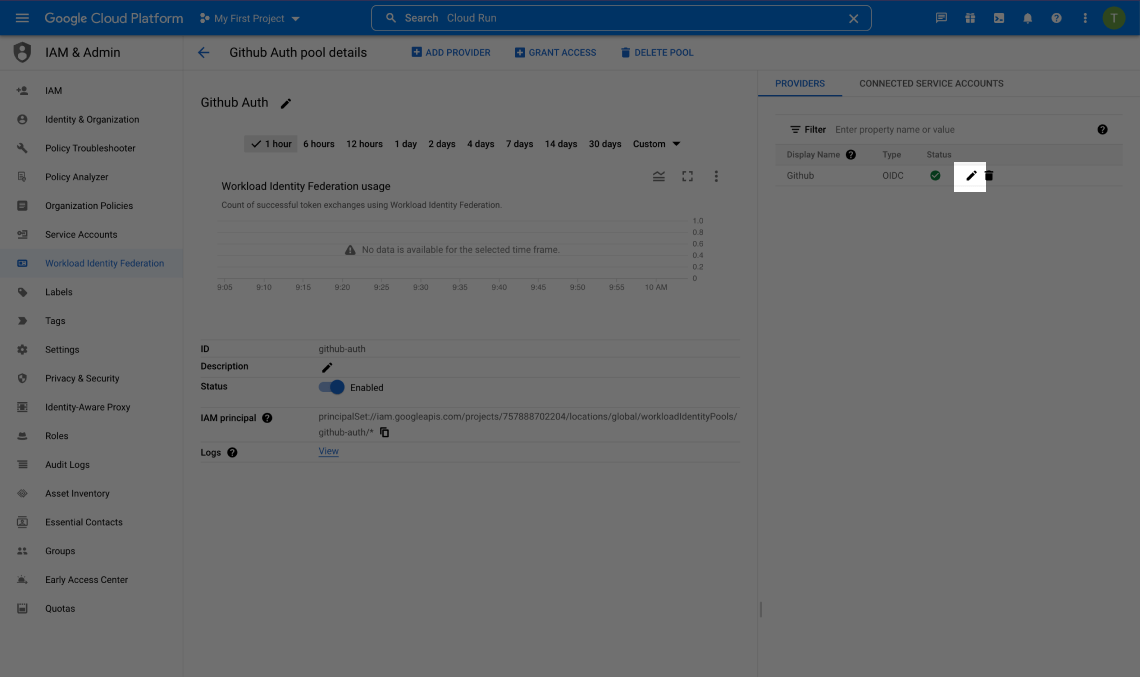 Google Cloud Platform
My First Project
Search Cloud Run
T
IAM & Admin
Github Auth pool details
ADD PROVIDER
GRANT ACCESS
DELETE POOL
IAM
Identity & Organization
Policy Troubleshooter
Policy Analyzer
Organization Policies
Service Accounts
Workload Identity Federation
Labels
Tags
Settings
Privacy & Security
Identity-Aware Proxy
Roles
Audit Logs
Asset Inventory
Essential Contacts
Groups
Early Access Center
Quotas
Github Auth
1 hour 6 hours 12 hours 1 day 2 days 4 days 7 days 14 days 30 days Custom
Workload Identity Federation usage
Count of successful token exchanges using Workload Identity Federation.
1.0
0.8
0.6
No data is available for the selected time frame.
0.4
0.2
0
9:05 9:10 9:15 9:20 9:25 9:30 9:35 9:40 9:45 9:50 9:55 10 AM
ID github-auth
Description
Status Enabled
IAM principal principalSet://iam.googleapis.com/projects/757888702204/locations/global/workloadIdentityPools/
github-auth/*
Logs View
PROVIDERS CONNECTED SERVICE ACCOUNTS
Filter Enter property name or value
Display Name Type Status
Github OIDC